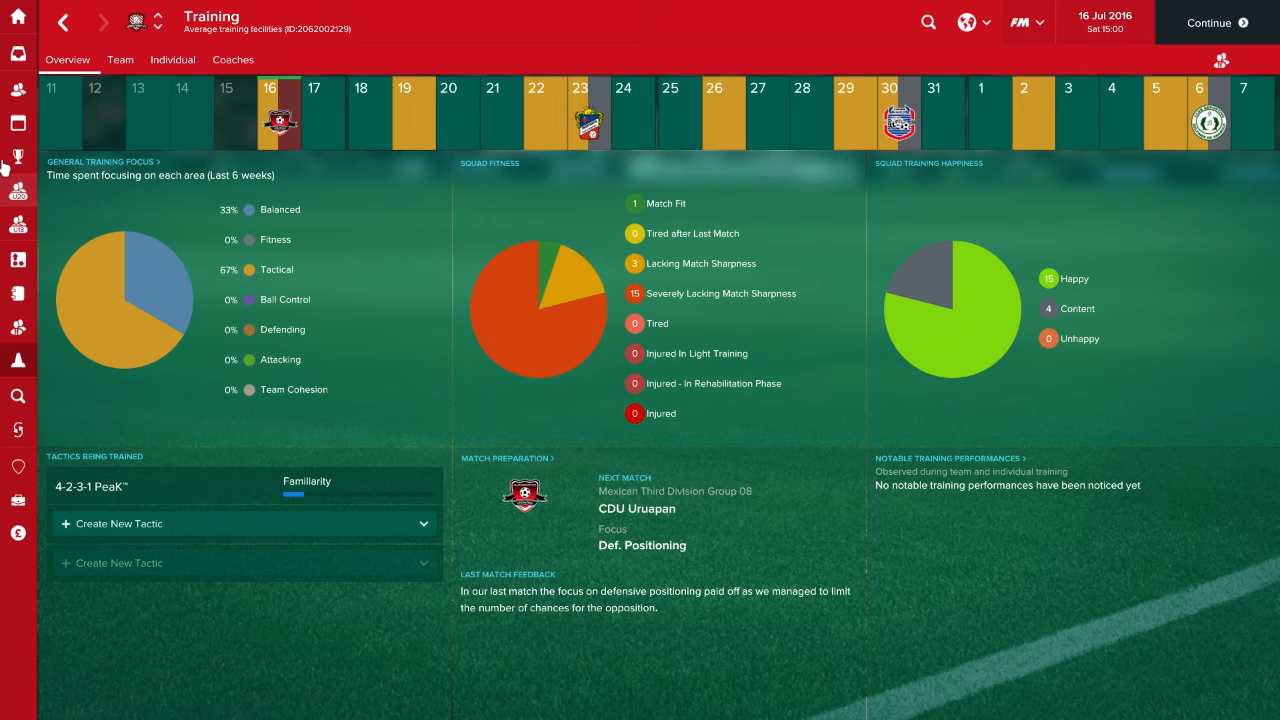 Training
Average training facilities (ID:2062002129)
FM
16 Jul 2016
Sat 15:00
Continue
Overview Team Individual Coaches
11 12 13 14 15 16 17 18 19 20 21 22 23 24 25 26 27 28 29 30 31 1 2 3 4 5 6 7
GENERAL TRAINING FOCUS >
Time spent focusing on each area (Last 6 weeks)
33% Balanced
0% Fitness
67% Tactical
0% Ball Control
0% Defending
0% Attacking
0% Team Cohesion
SQUAD FITNESS
1 Match Fit
0 Tired after Last Match
3 Lacking Match Sharpness
15 Severely Lacking Match Sharpness
0 Tired
0 Injured In Light Training
0 Injured - In Rehabilitation Phase
0 Injured
SQUAD TRAINING HAPPINESS
15 Happy
4 Content
0 Unhappy
U20
U18
TACTICS BEING TRAINED
4-2-3-1 PeaK™
Familiarity
+ Create New Tactic
+ Create New Tactic
MATCH PREPARATION >
NEXT MATCH
Mexican Third Division Group 08
CDU Uruapan
Focus
Def. Positioning
LAST MATCH FEEDBACK
In our last match the focus on defensive positioning paid off as we managed to limit
the number of chances for the opposition.
NOTABLE TRAINING PERFORMANCES >
Observed during team and individual training
No notable training performances have been noticed yet